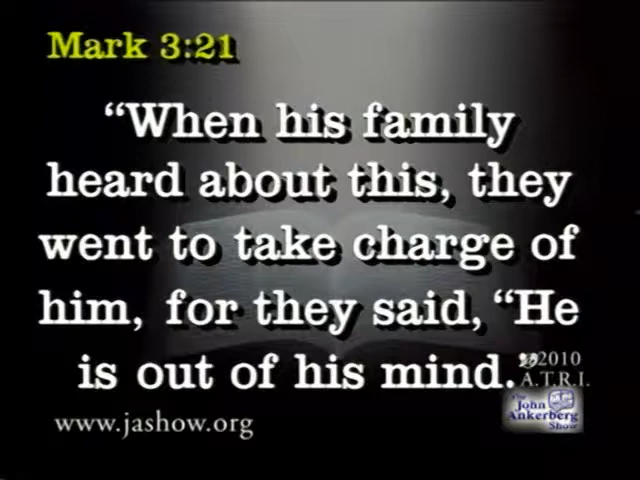 Mark 3:21
“When his family
heard about this, they
went to take charge of
him, for they said, “He
is out of his mind.”
©2010
A.T.R.I.
www.jashow.org
The
John
Ankerberg
Show